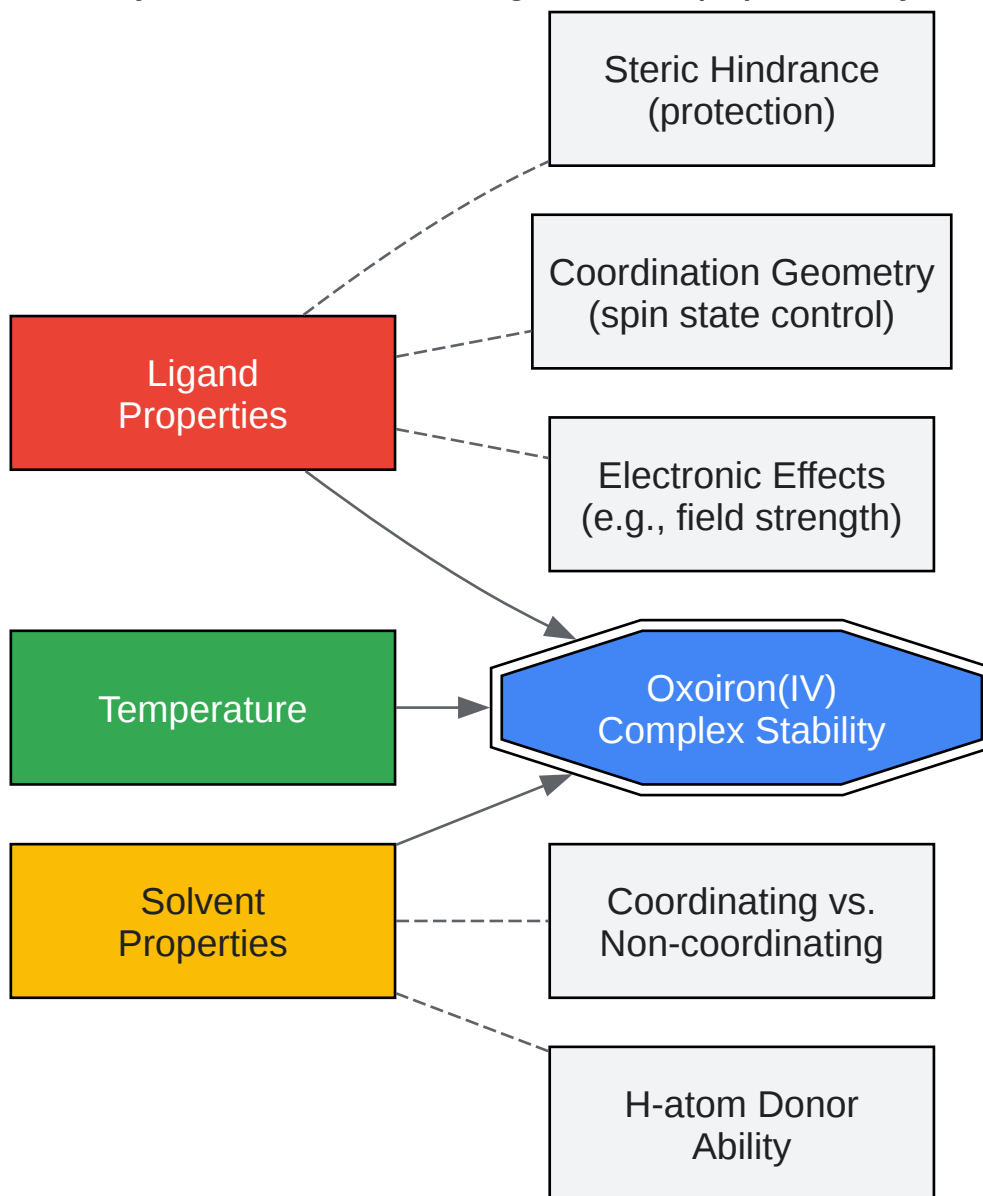 Steric Hindrance
(protection)
Coordination Geometry
(spin state control)
Ligand
Properties
Electronic Effects
(e.g., field strength)
Temperature
Oxoiron(IV)
Complex Stability
Solvent
Properties
Coordinating vs.
Non-coordinating
H-atom Donor
Ability